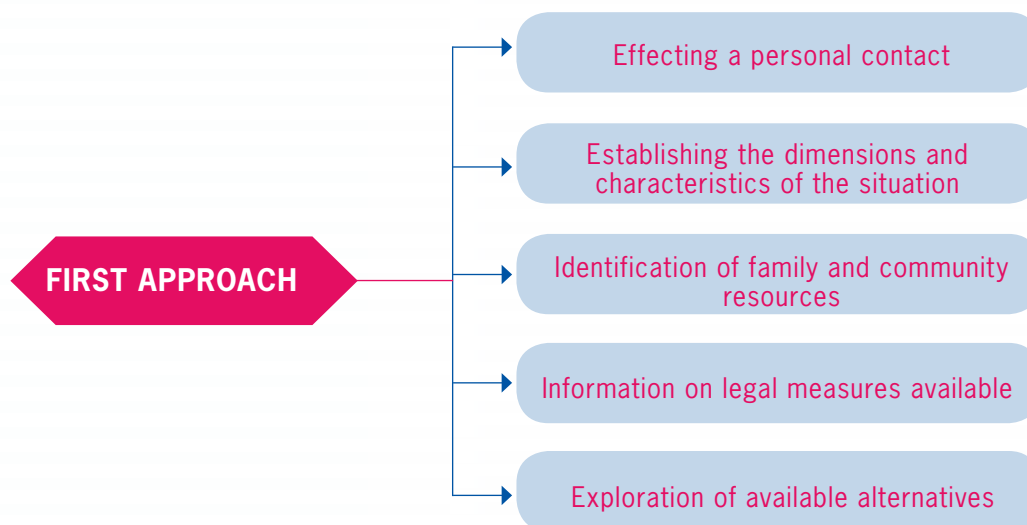 FIRST APPROACH
Effecting a personal contact
Establishing the dimensions and
characteristics of the situation
Identification of family and community
resources
Information on legal measures available
Exploration of available alternatives